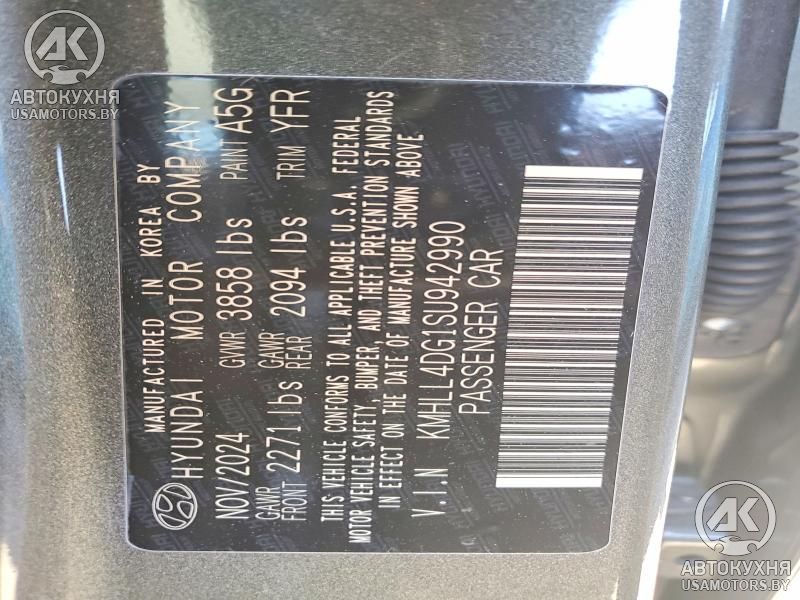 AK
АВТОКУХНЯ
USAMOTORS.BY
MANUFACTURED IN KOREA BY
HYUNDAI MOTOR COMPANY
NOV/2024 GVWR 3858 lbs PAINT A5G
GAWR FRONT 2271 lbs GAWR REAR 2094 lbs TRIM YFR
THIS VEHICLE CONFORMS TO ALL APPLICABLE U.S.A. FEDERAL
MOTOR VEHICLE SAFETY, BUMPER, AND THEFT PREVENTION STANDARDS
IN EFFECT ON THE DATE OF MANUFACTURE SHOWN ABOVE
V.I.N KMHLL4DG1SU942990
PASSENGER CAR
AK
АВТОКУХНЯ
USAMOTORS.BY